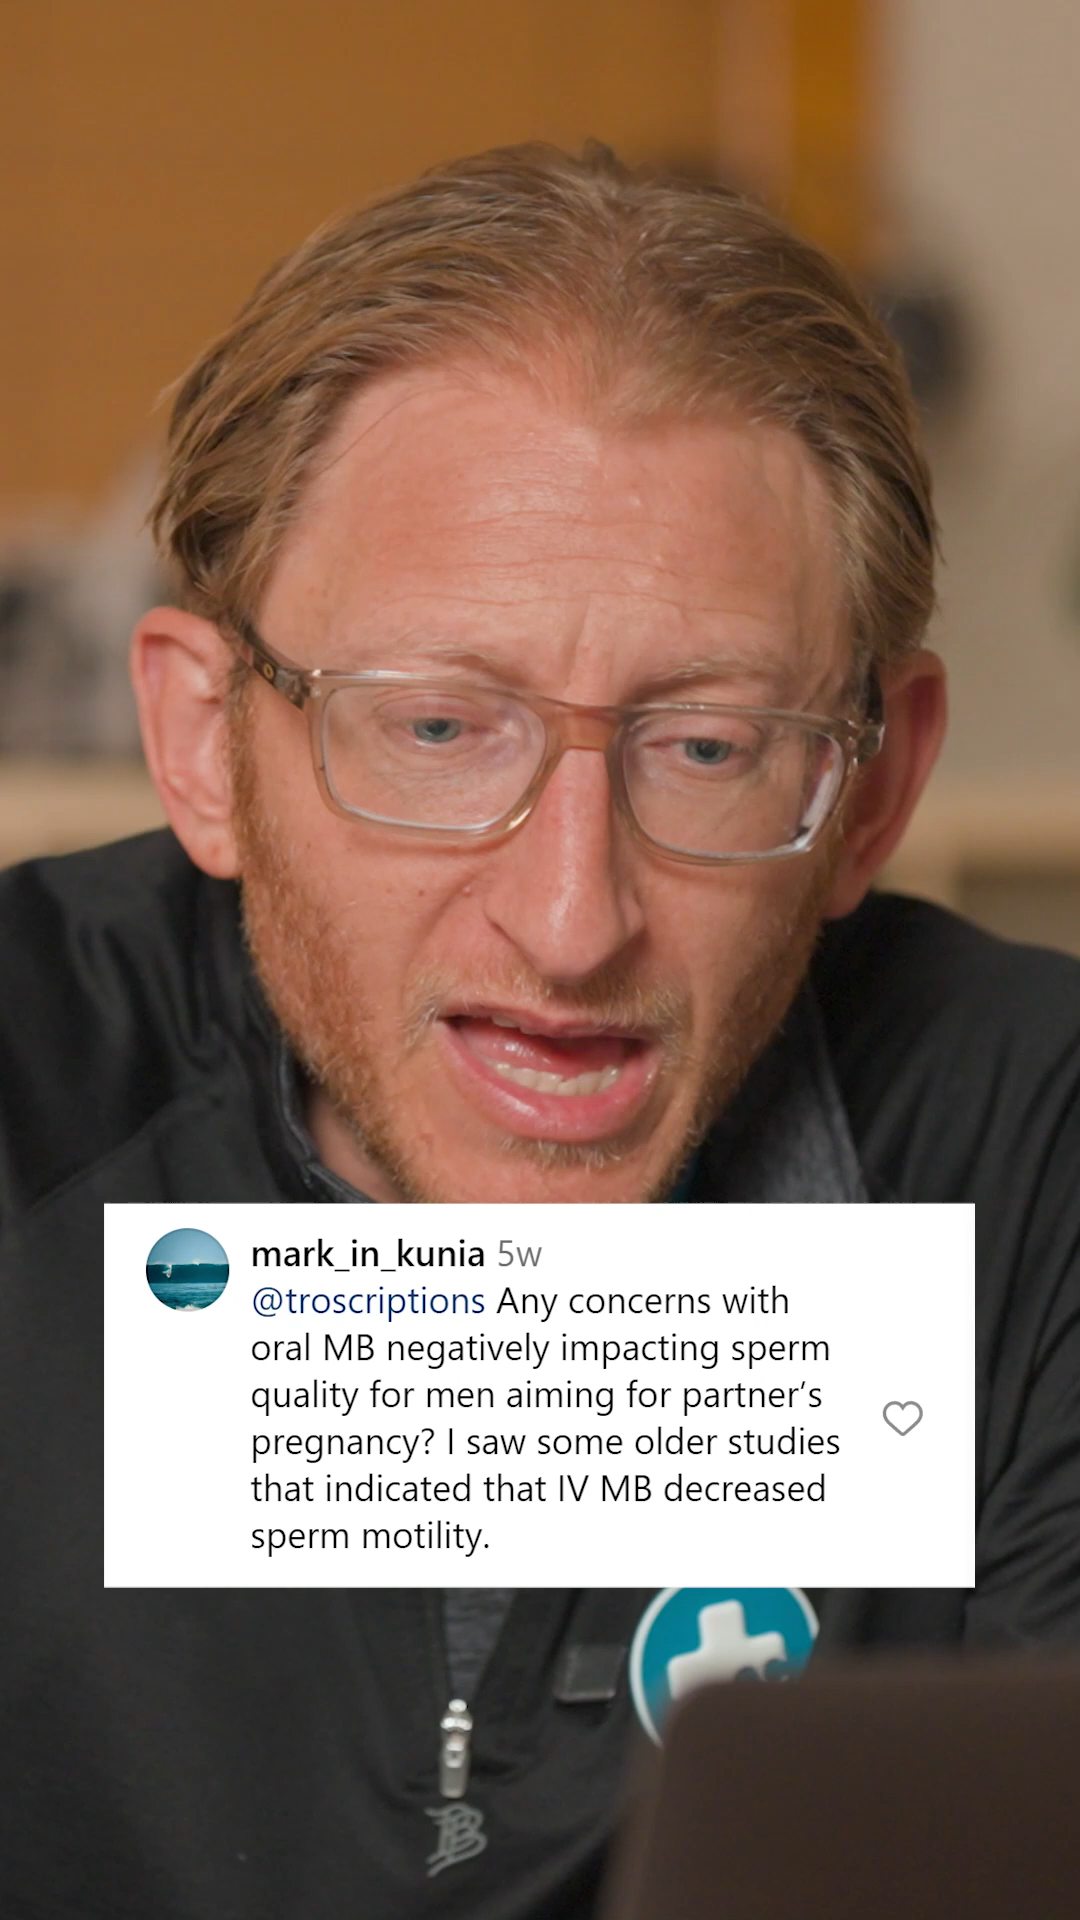 mark_in_kunia 5w
@troscriptions Any concerns with
oral MB negatively impacting sperm
quality for men aiming for partner’s
pregnancy? I saw some older studies
that indicated that IV MB decreased
sperm motility.